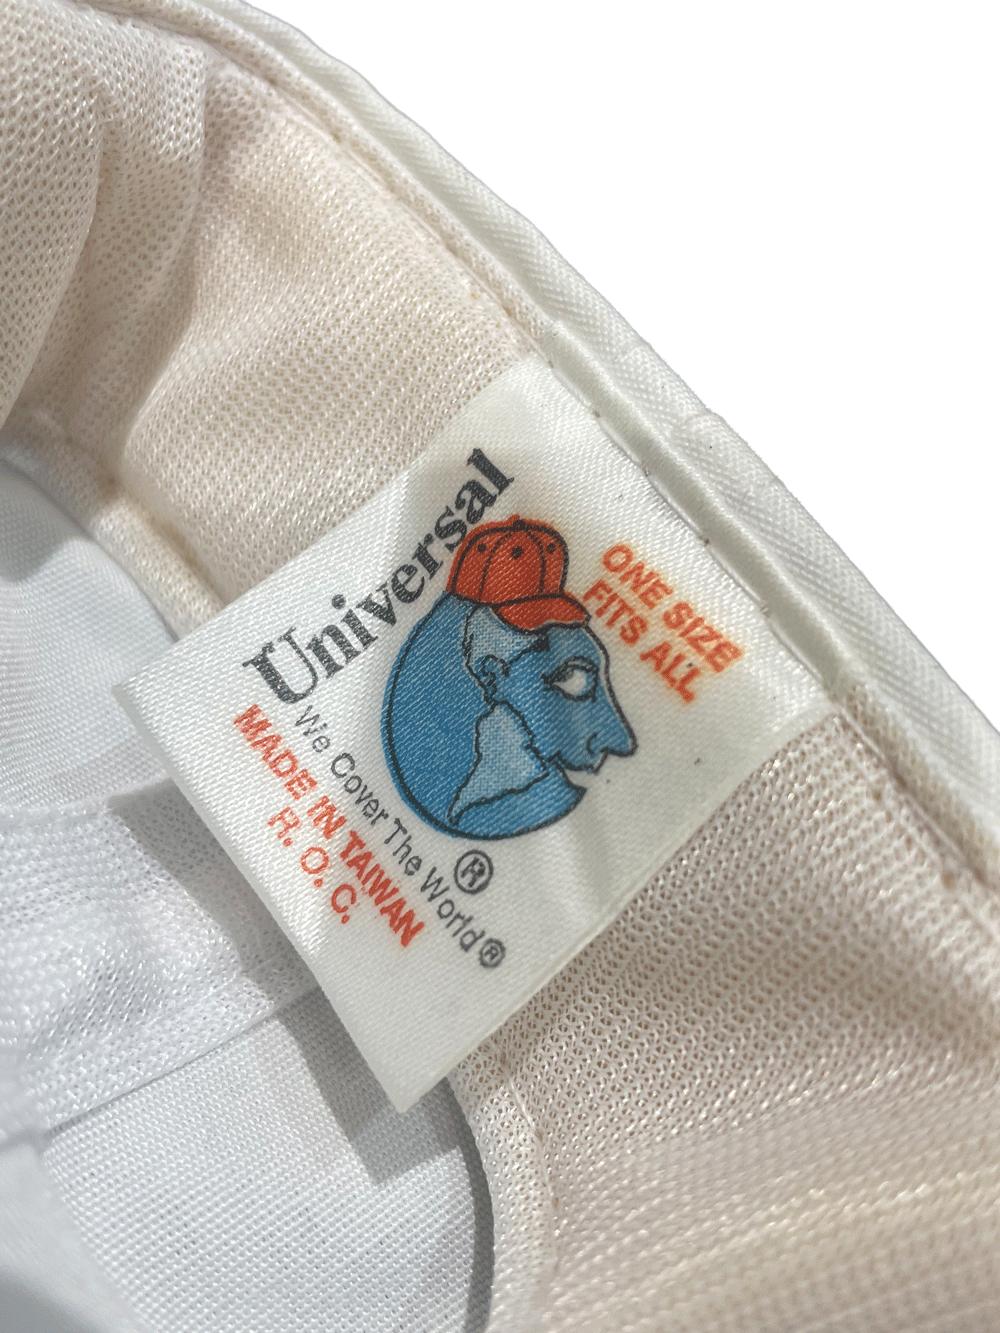 Universal
ONE SIZE
FITS ALL
®
We Cover The World®
MADE IN TAIWAN
R. O. C.